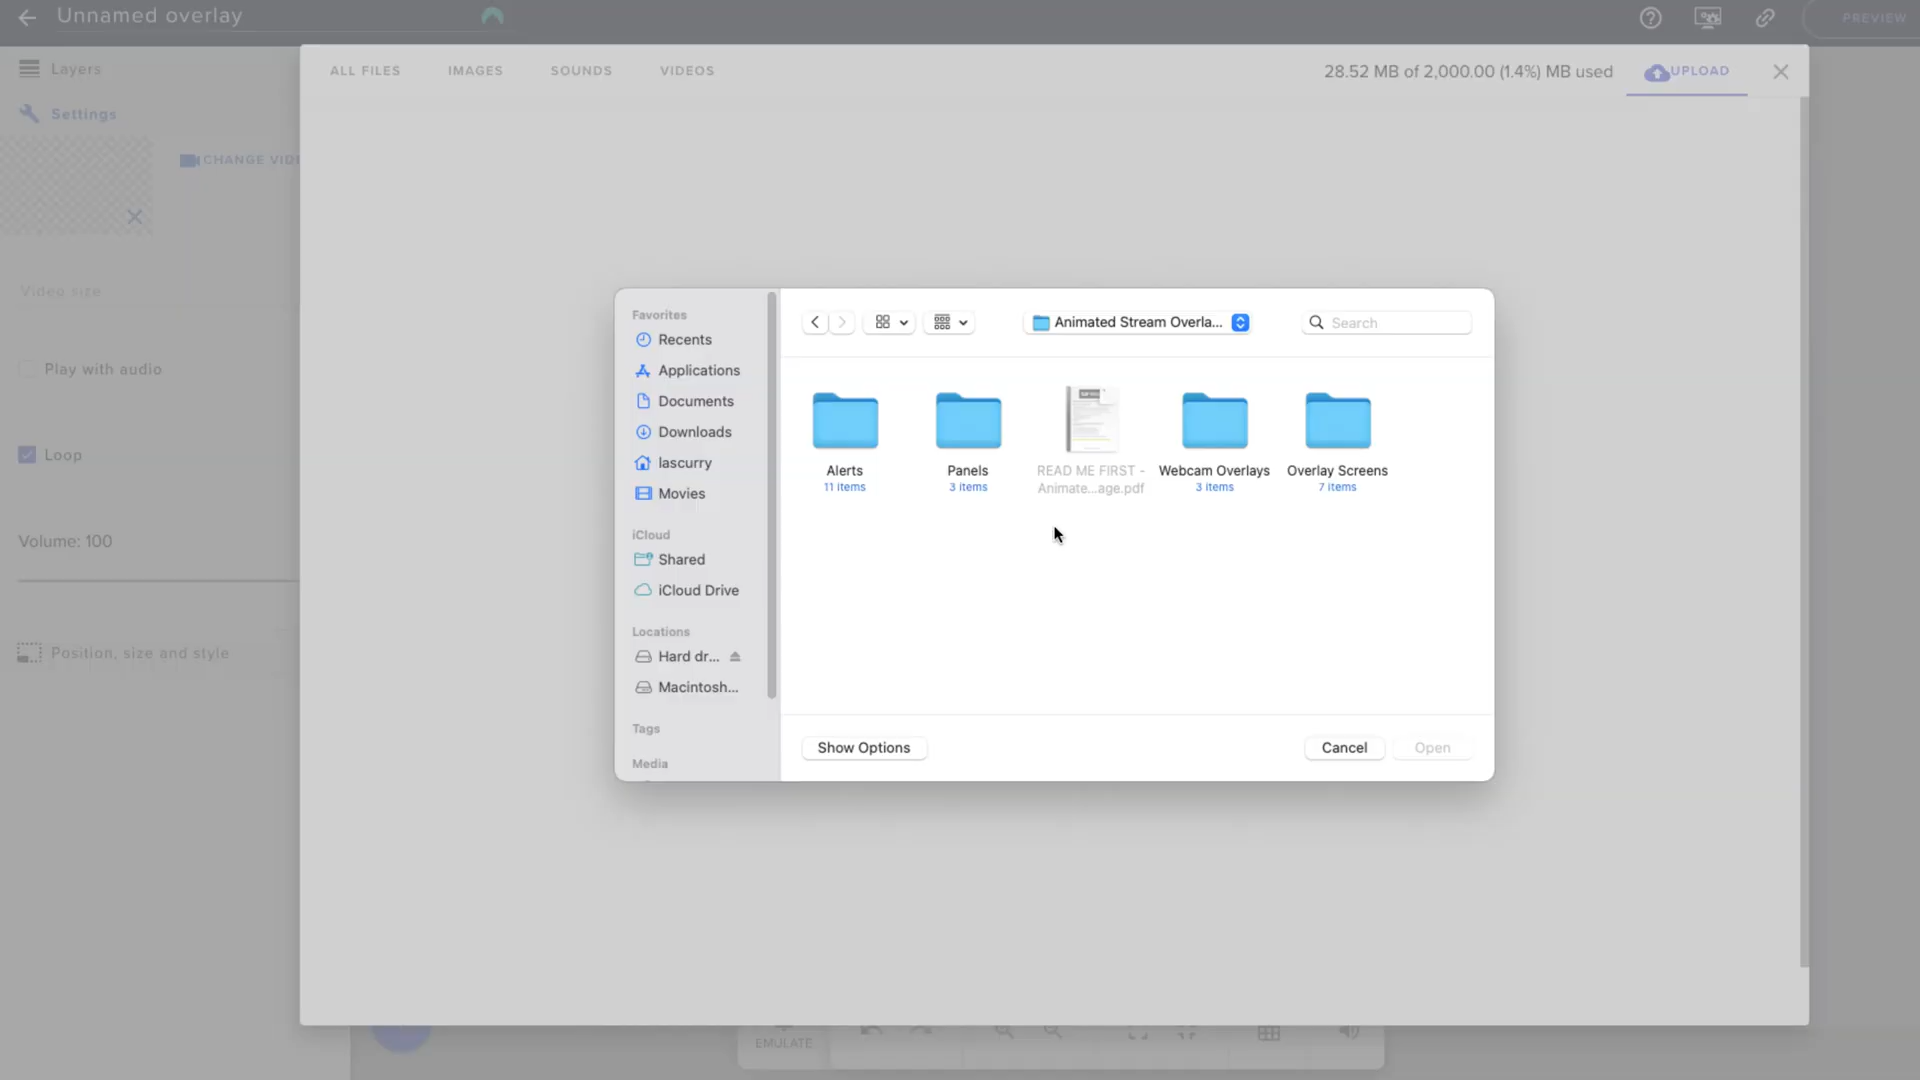 Unnamed overlay
PREVIEW
Layers
Settings
CHANGE VID
Video size
Play with audio
Loop
Volume: 100
Position, size and style
ALL FILES
IMAGES
SOUNDS
VIDEOS
28.52 MB of 2,000.00 (1.4%) MB used
UPLOAD
Favorites
Recents
Applications
Documents
Downloads
lascurry
Movies
iCloud
Shared
iCloud Drive
Locations
Hard dr...
Macintosh...
Tags
Media
Animated Stream Overla...
Search
Alerts
11 items
Panels
3 items
READ ME FIRST -
Animate...age.pdf
Webcam Overlays
3 items
Overlay Screens
7 items
Show Options
Cancel
Open
EMULATE